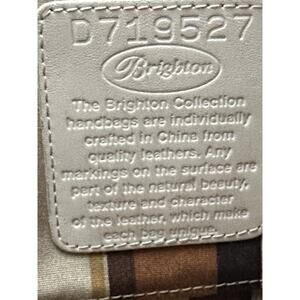 D719527
Brighton
The Brighton Collection
handbags are individually
crafted in China from
quality leathers. Any
markings on the surface are
part of the natural beauty,
texture and character
of the leather, which make
each bag unique.